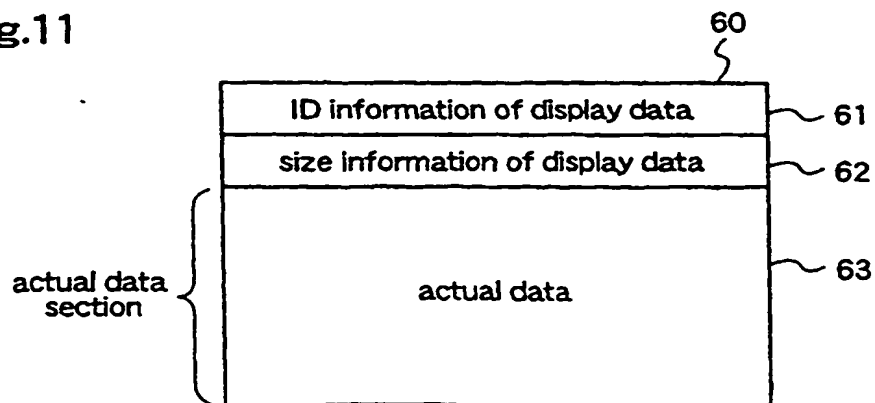 g.11
60
ID information of display data
61
size information of display data
62
actual data
section
actual data
63